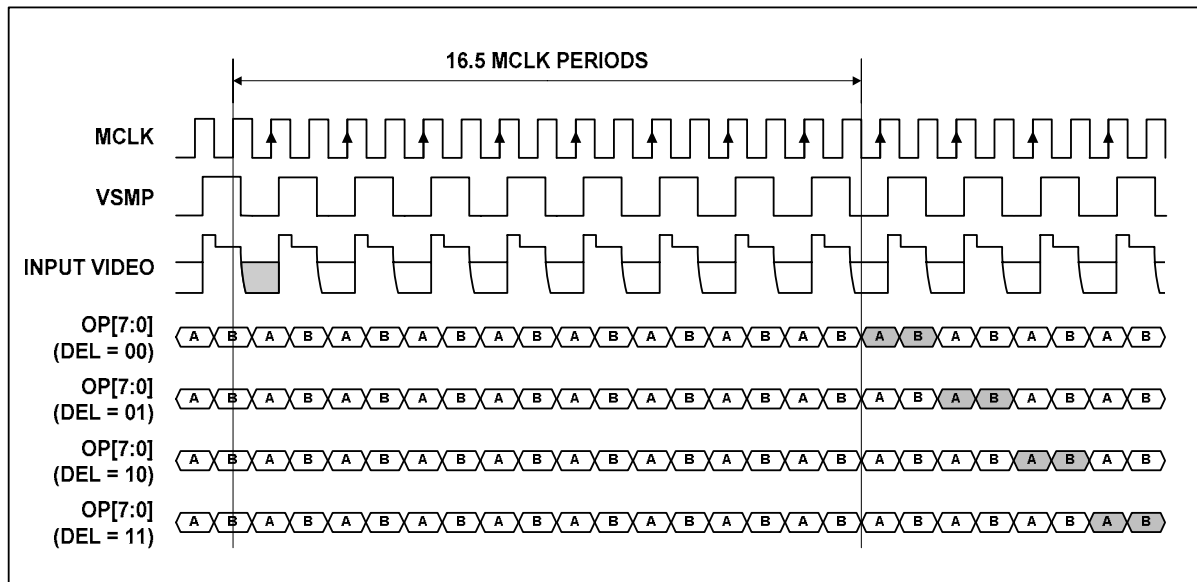 16.5 MCLK PERIODS
MCLK
VSMP
INPUT VIDEO
OP[7:0]
(DEL = 00)
A B A B A B A B A B A B A B A B A B A B A B A B A B
OP[7:0]
(DEL = 01)
A B A B A B A B A B A B A B A B A B A B A B A B A B
OP[7:0]
(DEL = 10)
A B A B A B A B A B A B A B A B A B A B A B A B A B
OP[7:0]
(DEL = 11)
A B A B A B A B A B A B A B A B A B A B A B A B A B